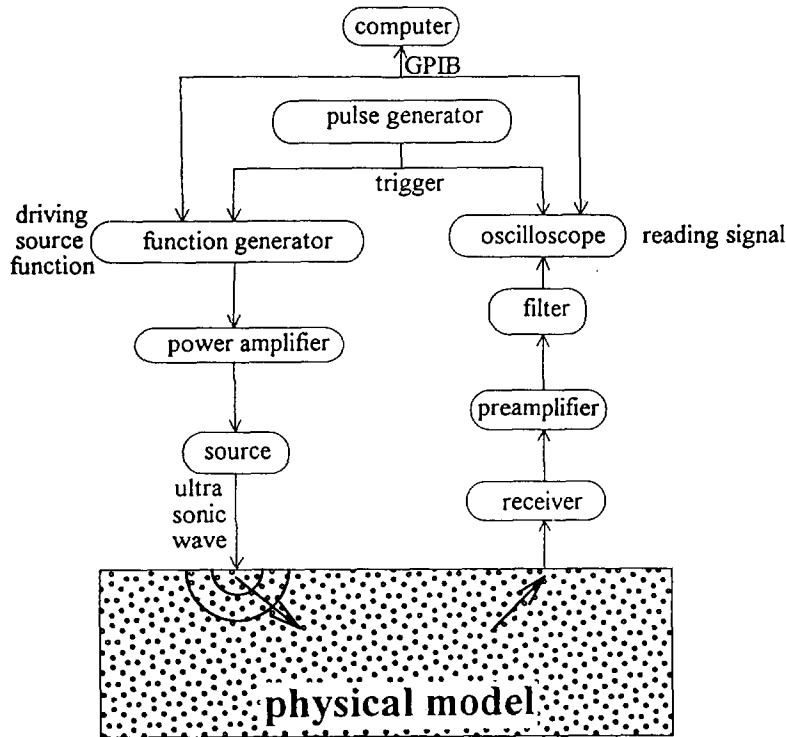 computer
GPIB
pulse generator
trigger
driving
source
function
function generator
oscilloscope
reading signal
filter
power amplifier
preamplifier
source
ultra
sonic
wave
receiver
physical model